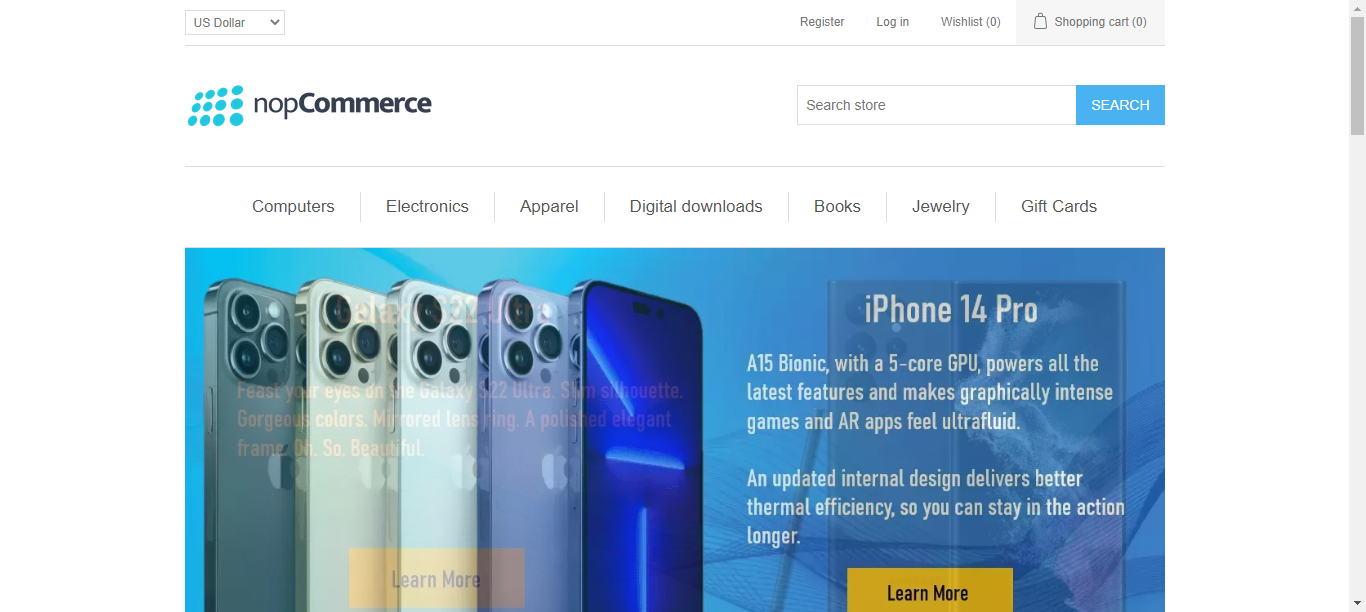 US Dollar
Register
Log in
Wishlist (0)
Shopping cart (0)
nopCommerce
Search store
SEARCH
Computers
Electronics
Apparel
Digital downloads
Books
Jewelry
Gift Cards
Galaxy S22 Ultra
Feast your eyes on the Galaxy S22 Ultra. Slim silhouette.
Gorgeous colors. Mirrored lens ring. A polished elegant
frame. Oh. So. Beautiful.
Learn More
iPhone 14 Pro
A15 Bionic, with a 5-core GPU, powers all the
latest features and makes graphically intense
games and AR apps feel ultrafluid.
An updated internal design delivers better
thermal efficiency, so you can stay in the action
longer.
Learn More